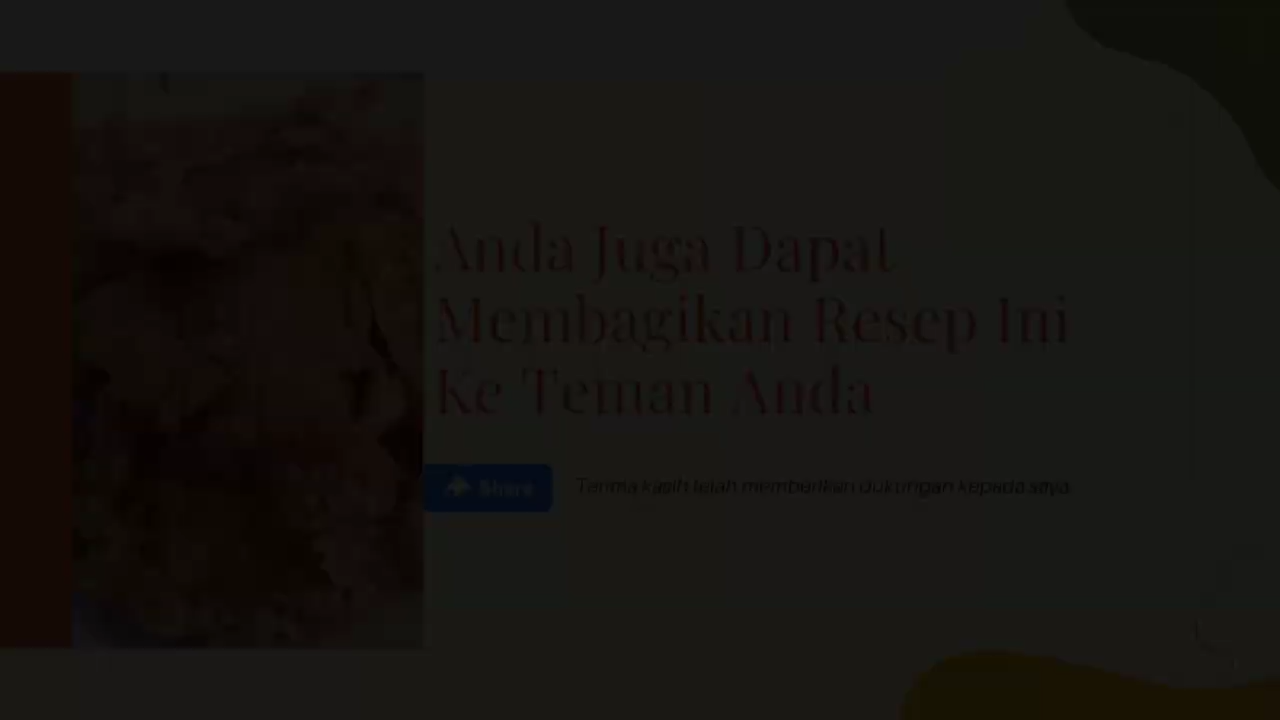 Anda Juga Dapat
Membagikan Resep Ini
Ke Teman Anda
Share
Terima kasih telah memberikan dukungan kepada saya